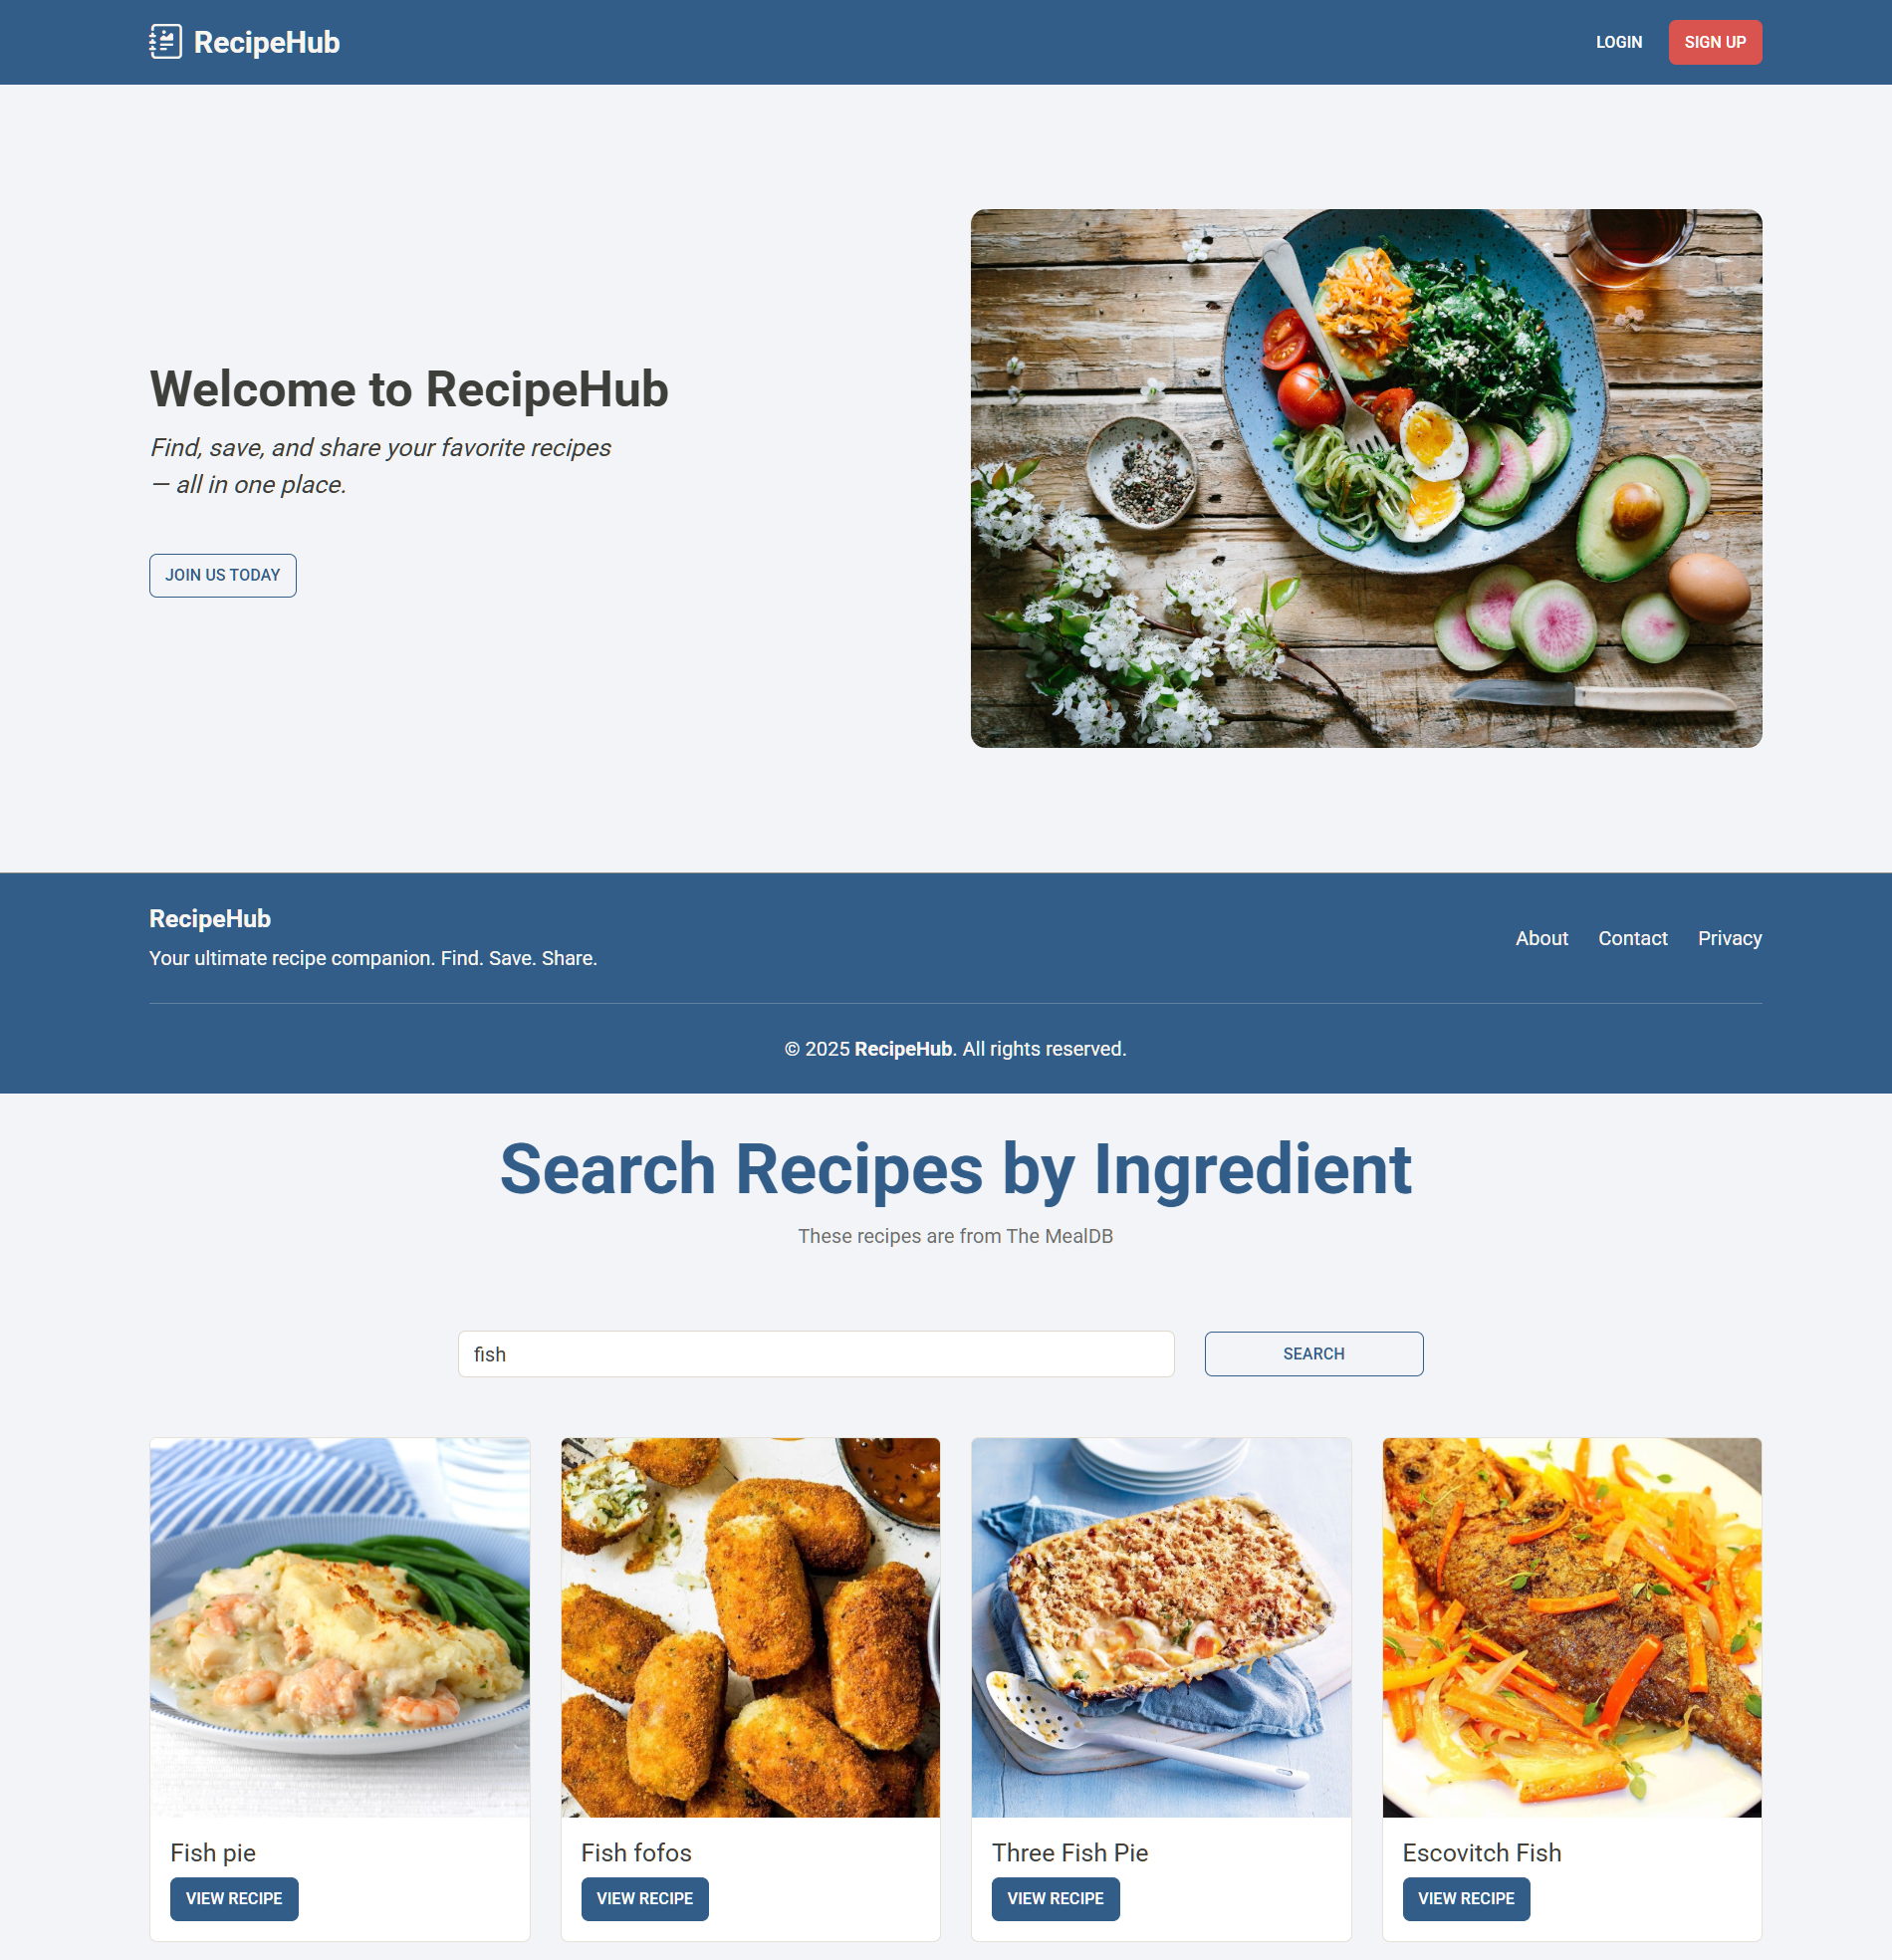 RecipeHub
LOGIN
SIGN UP
Welcome to RecipeHub
Find, save, and share your favorite recipes
— all in one place.
JOIN US TODAY
RecipeHub
Your ultimate recipe companion. Find. Save. Share.
About
Contact
Privacy
© 2025 RecipeHub. All rights reserved.
Search Recipes by Ingredient
These recipes are from The MealDB
fish
SEARCH
Fish pie
VIEW RECIPE
Fish fofos
VIEW RECIPE
Three Fish Pie
VIEW RECIPE
Escovitch Fish
VIEW RECIPE